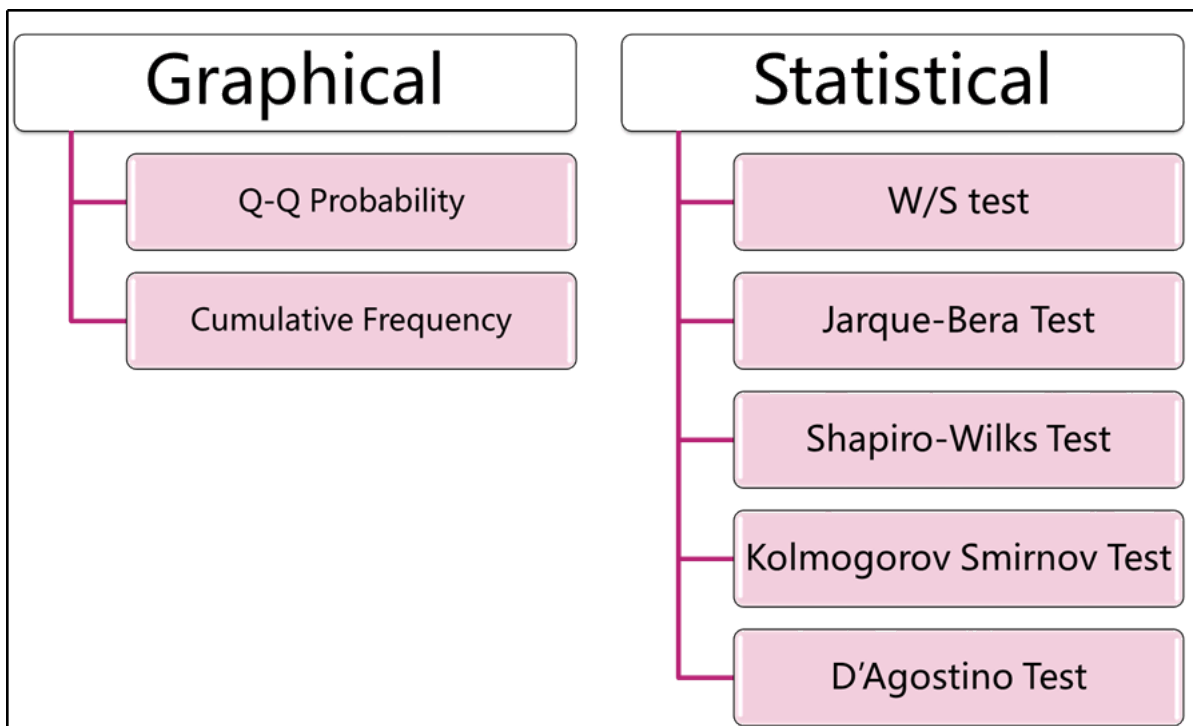 Graphical
Q-Q Probability
Cumulative Frequency
Statistical
W/S test
Jarque-Bera Test
Shapiro-Wilks Test
Kolmogorov Smirnov Test
D’Agostino Test